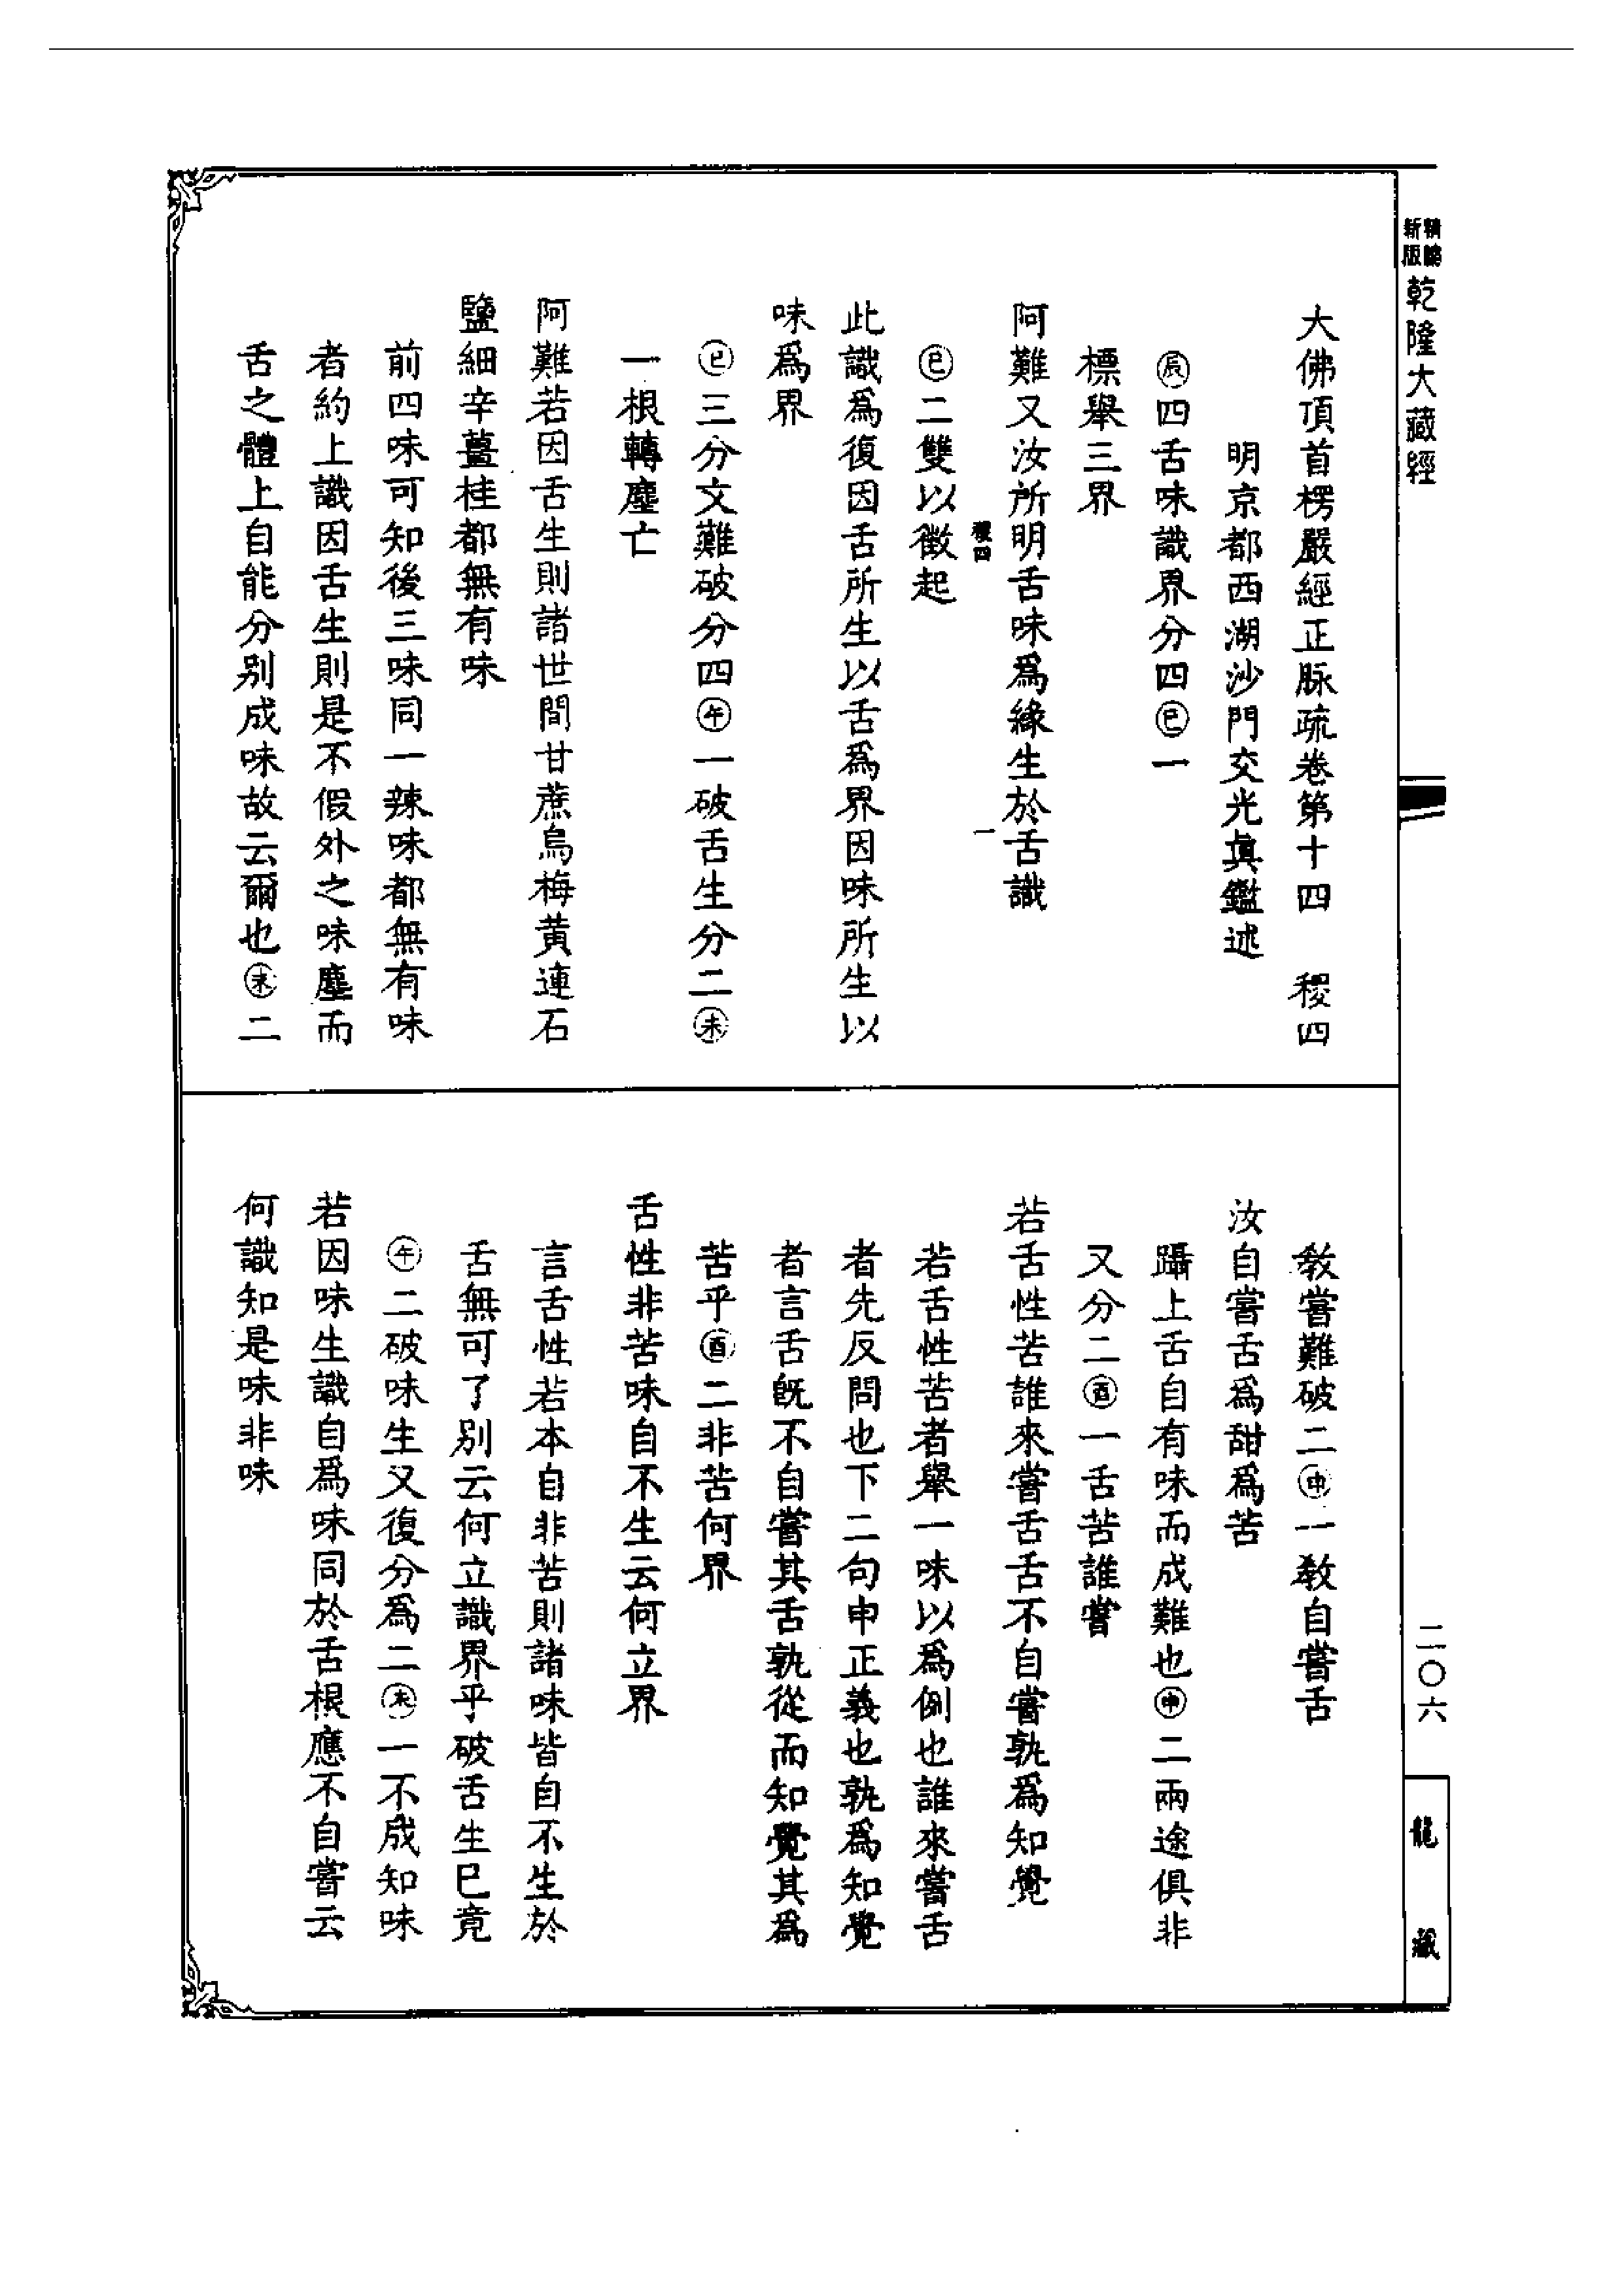 大佛頂首楞嚴經正脉疏卷第十四　稷四
明京都西湖沙門交光眞鑑述
㊀辰四舌味識界分四㊀巳一
標舉三界
阿難又汝所明舌味爲緣生於舌識
稷四　一
巳二雙以徵起
此識爲復因舌所生以舌爲界因味所生以
味爲界
巳三分文難破分四午一破舌生分二未
一根轉塵亡
阿難若因舌生則諸世間甘蔗烏梅黃連石
鹽細辛薑桂都無有味
前四味可知後三味同一辣味都無有味
者約上識因舌生則是不假外之味塵而
舌之體上自能分别成味故云爾也未二
教嘗難破二申一教自嘗舌
汝自嘗舌爲甜爲苦
躡上舌自有味而成難也申二兩途俱非
又分二酉一舌苦誰嘗
若舌性苦誰來嘗舌舌不自嘗孰爲知覺
若舌性苦者舉一味以爲例也誰來嘗舌
者先反問也下二句申正義也孰爲知覺
者言舌旣不自嘗其舌孰從而知覺其爲
苦乎酉二非苦何界
舌性非苦味自不生云何立界
言舌性若本自非苦則諸味皆自不生於
舌無可了别云何立識界乎破舌生巳竟
午二破味生又復分爲二未一不成知味
若因味生識自爲味同於舌根應不自嘗云
何識知是味非味
新版精縮
乾隆大藏經
二〇六
龍藏